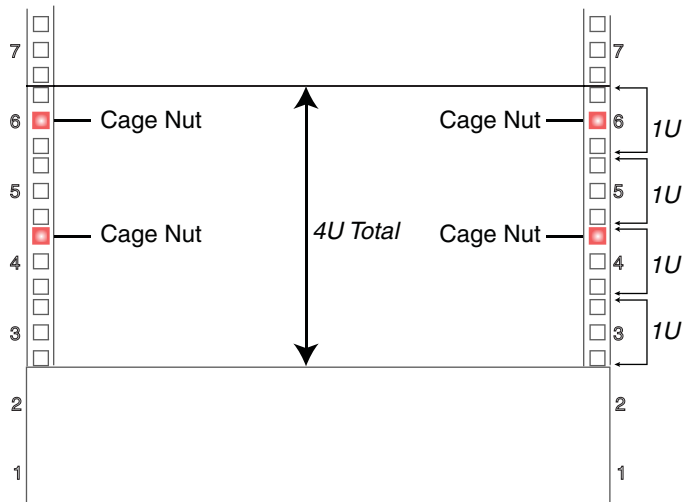 7 7
6 Cage Nut Cage Nut 6 1U
5 5 1U
Cage Nut 4U Total Cage Nut
4 4 1U
3 3 1U
2 2
1 1